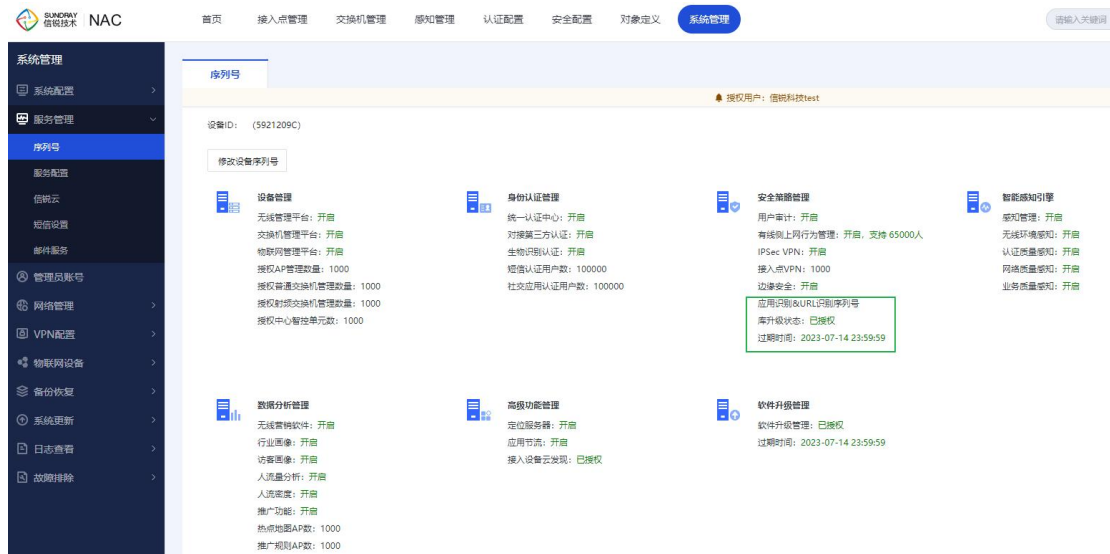 SUNDRAY
信锐技术 NAC
首页 接入点管理 交换机管理 感知管理 认证配置 安全配置 对象定义 系统管理
请输入关键词
系统管理
系统配置
服务管理
序列号
服务配置
信锐云
短信设置
邮件服务
管理员账号
网络管理
VPN配置
物联网设备
备份恢复
系统更新
日志查看
故障排除
序列号
授权用户：信锐科技test
设备ID： (5921209C)
修改设备序列号
设备管理
无线管理平台：开启
交换机管理平台：开启
物联网管理平台：开启
授权AP管理数量：1000
授权普通交换机管理数量：1000
授权射频交换机管理数量：1000
授权中心智控单元数：1000
身份认证管理
统一认证中心：开启
对接第三方认证：开启
生物识别认证：开启
短信认证用户数：100000
社交应用认证用户数：100000
安全策略管理
用户审计：开启
有线侧上网行为管理：开启，支持 65000人
IPSec VPN：开启
接入点VPN：1000
边缘安全：开启
应用识别&URL识别序列号
库升级状态：已授权
过期时间：2023-07-14 23:59:59
智能感知引擎
感知管理：开启
无线环境感知：开启
认证质量感知：开启
网络质量感知：开启
业务质量感知：开启
数据分析管理
无线营销软件：开启
行业画像：开启
访客画像：开启
人流量分析：开启
人流密度：开启
推广功能：开启
热点地图AP数：1000
推广规则AP数：1000
高级功能管理
定位服务器：开启
应用节流：开启
接入设备云发现：已授权
软件升级管理
软件升级管理：已授权
过期时间：2023-07-14 23:59:59